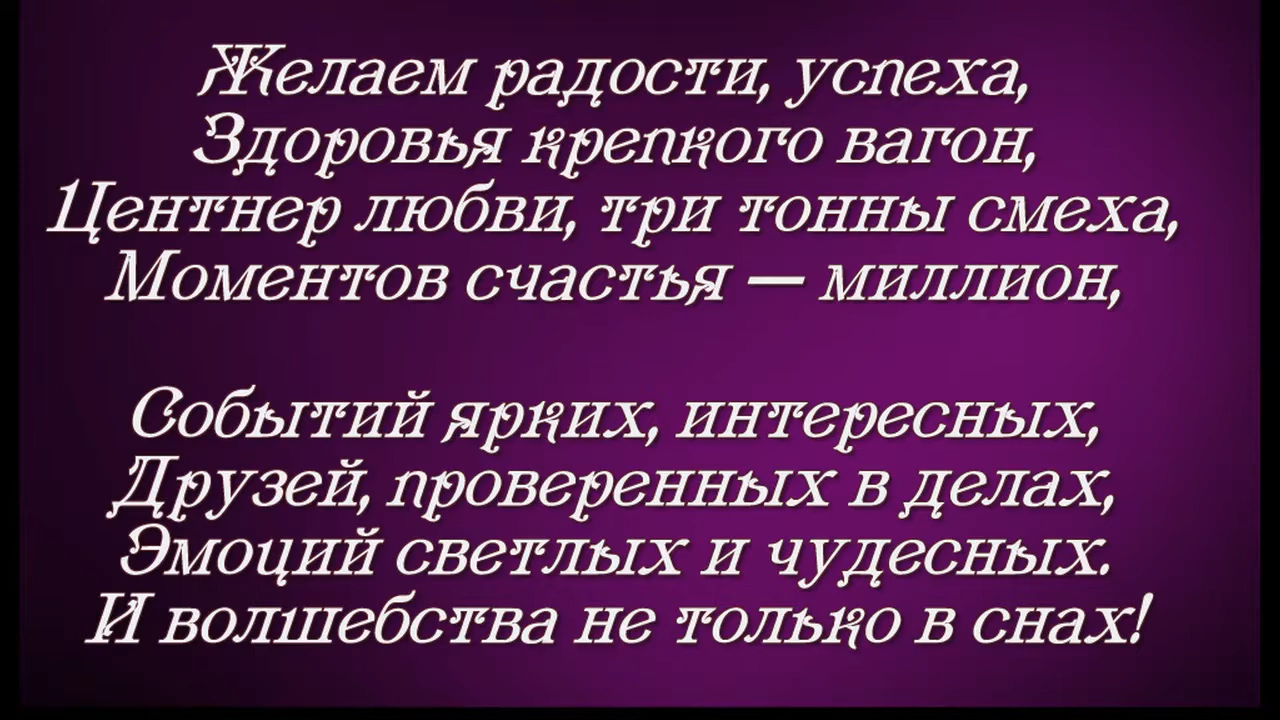 Желаем радости, успеха,
Здоровья крепкого вагон,
Центнер любви, три тонны смеха,
Моментов счастья — миллион,
Событий ярких, интересных,
Друзей, проверенных в делах,
Эмоций светлых и чудесных.
И волшебства не только в снах!